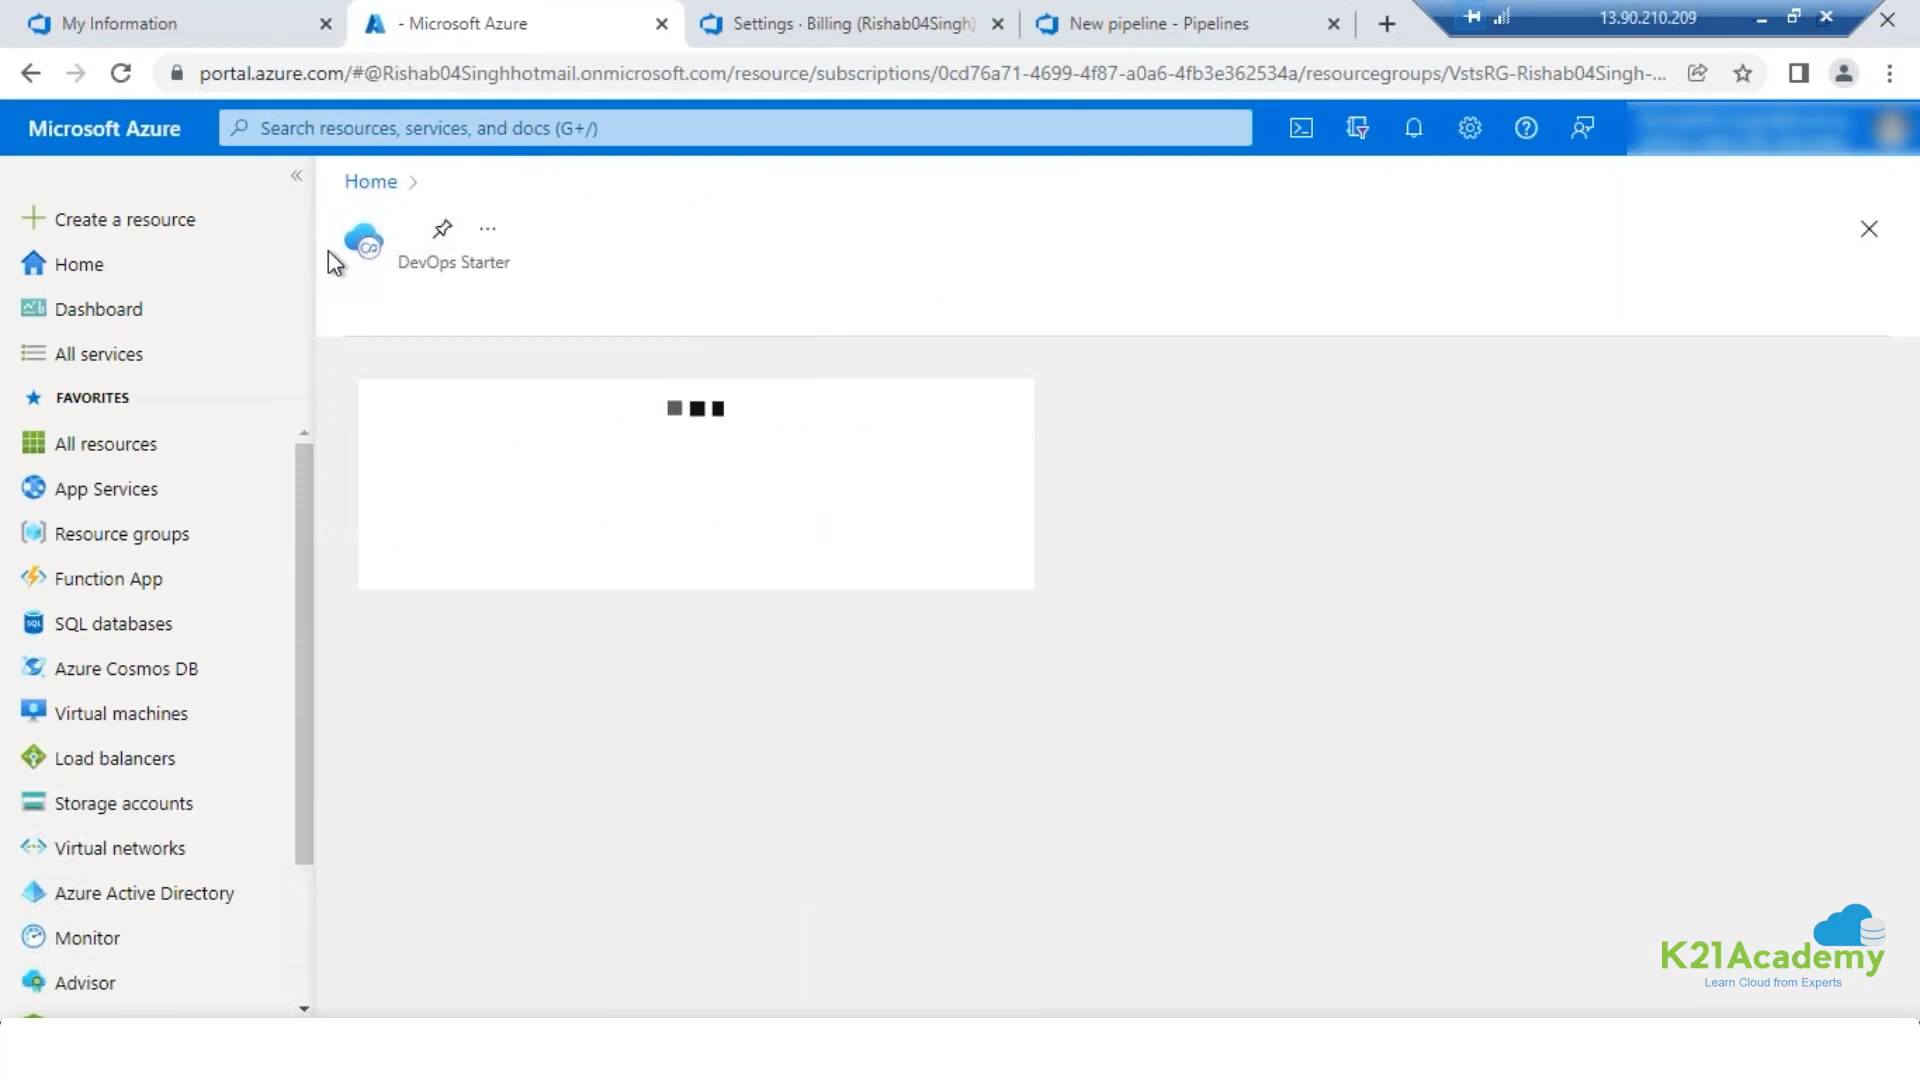 My Information
- Microsoft Azure
Settings · Billing (Rishab04Singh)
New pipeline - Pipelines
13.90.210.209
portal.azure.com/#@Rishab04Singhhotmail.onmicrosoft.com/resource/subscriptions/0cd76a71-4699-4f87-a0a6-4fb3e362534a/resourcegroups/VstsRG-Rishab04Singh-...
Microsoft Azure
Search resources, services, and docs (G+/)
Home
DevOps Starter
Create a resource
Home
Dashboard
All services
FAVORITES
All resources
App Services
Resource groups
Function App
SQL databases
Azure Cosmos DB
Virtual machines
Load balancers
Storage accounts
Virtual networks
Azure Active Directory
Monitor
Advisor
K21Academy
Learn Cloud from Experts